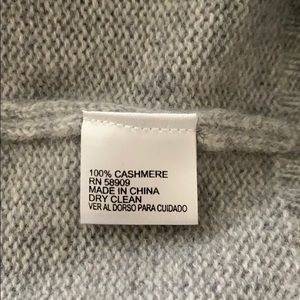 100% CASHMERE
RN 58909
MADE IN CHINA
DRY CLEAN
VER AL DORSO PARA CUIDADO